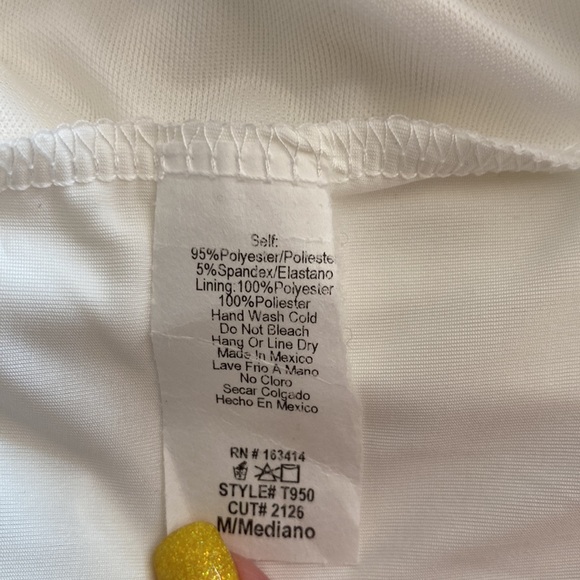 Self:
95%Polyester/Polieste
5%Spandex/Elastano
Lining:100%Polyester
100%Poliester
Hand Wash Cold
Do Not Bleach
Hang Or Line Dry
Made In Mexico
Lave Frio A Mano
No Cloro
Secar Colgado
Hecho En Mexico
RN # 163414
STYLE# T950
CUT# 2126
M/Mediano